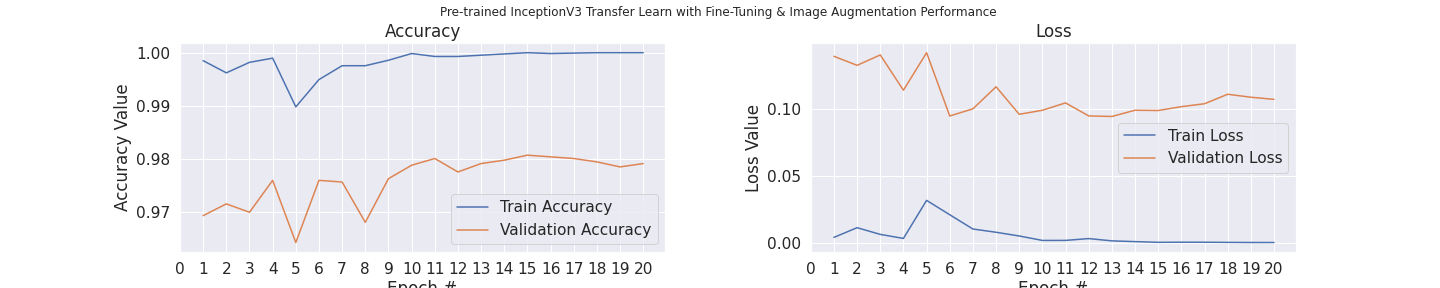 Pre-trained InceptionV3 Transfer Learn with Fine-Tuning & Image Augmentation Performance
Accuracy
Accuracy Value
1.00
0.99
0.98
0.97
Train Accuracy
Validation Accuracy
0 1 2 3 4 5 6 7 8 9 10 11 12 13 14 15 16 17 18 19 20
Epoch #
Loss
Loss Value
0.10
0.05
0.00
Train Loss
Validation Loss
0 1 2 3 4 5 6 7 8 9 10 11 12 13 14 15 16 17 18 19 20
Epoch #